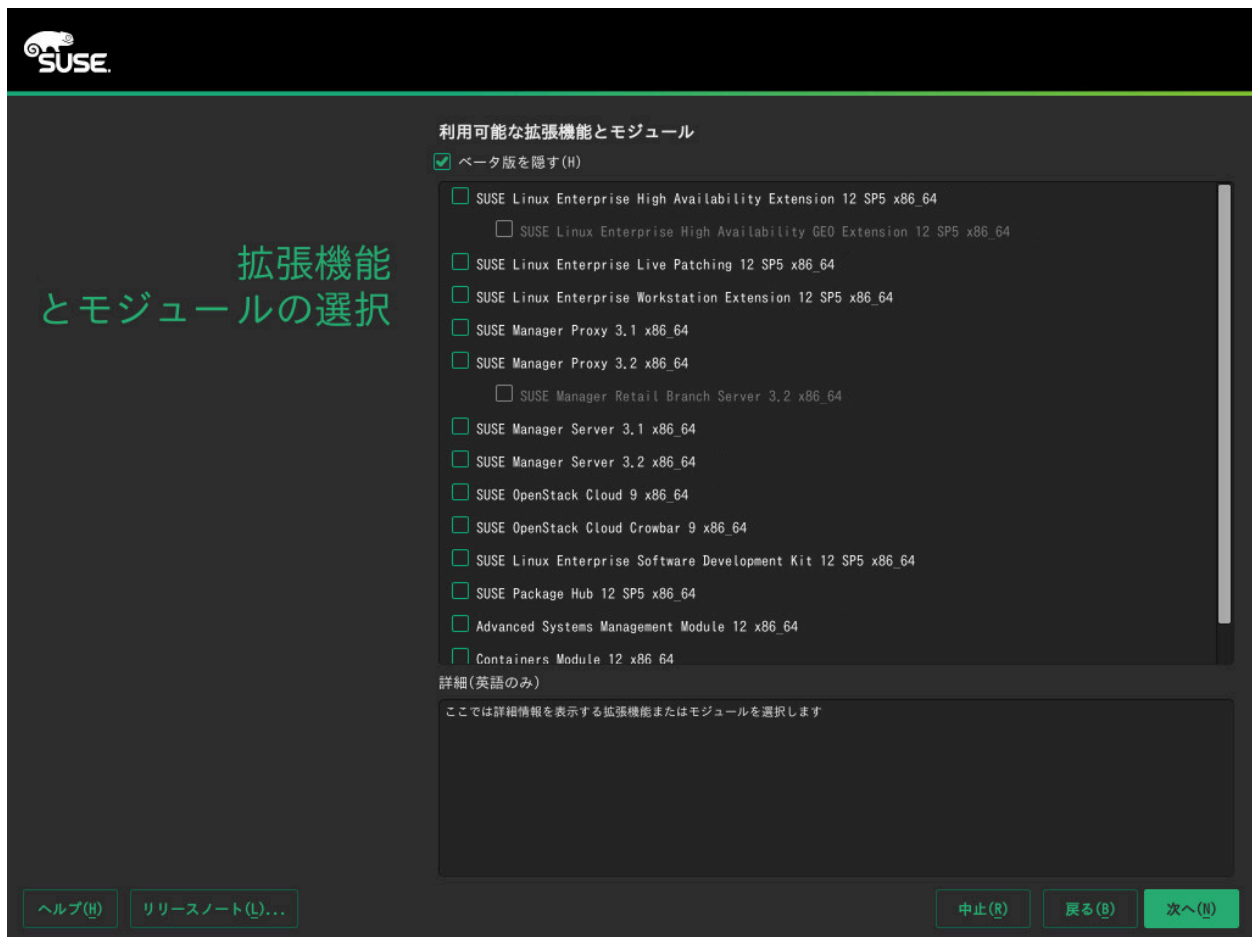 SUSE.
拡張機能
とモジュールの選択
利用可能な拡張機能とモジュール
ベータ版を隠す(H)
SUSE Linux Enterprise High Availability Extension 12 SP5 x86_64
SUSE Linux Enterprise High Availability GEO Extension 12 SP5 x86_64
SUSE Linux Enterprise Live Patching 12 SP5 x86_64
SUSE Linux Enterprise Workstation Extension 12 SP5 x86_64
SUSE Manager Proxy 3.1 x86_64
SUSE Manager Proxy 3.2 x86_64
SUSE Manager Retail Branch Server 3.2 x86_64
SUSE Manager Server 3.1 x86_64
SUSE Manager Server 3.2 x86_64
SUSE OpenStack Cloud 9 x86_64
SUSE OpenStack Cloud Crowbar 9 x86_64
SUSE Linux Enterprise Software Development Kit 12 SP5 x86_64
SUSE Package Hub 12 SP5 x86_64
Advanced Systems Management Module 12 x86_64
Containers Module 12 x86_64
詳細(英語のみ)
ここでは詳細情報を表示する拡張機能またはモジュールを選択します
ヘルプ(H) リリースノート(L)... 中止(R) 戻る(B) 次へ(N)